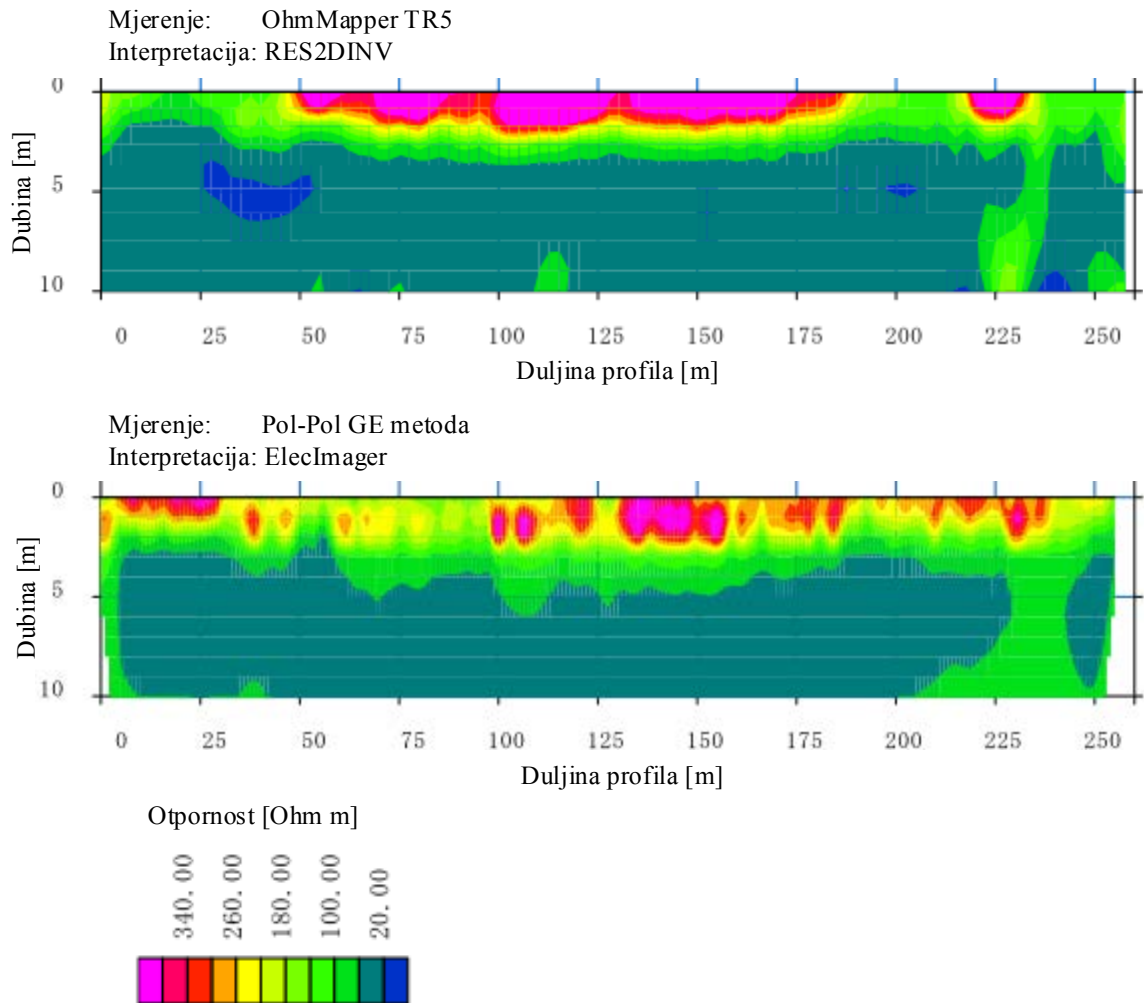 Mjerenje: OhmMapper TR5
Interpretacija: RES2DINV
0
5
10
Dubina [m]
0 25 50 75 100 125 150 175 200 225 250
Duljina profila [m]
Mjerenje: Pol-Pol GE metoda
Interpretacija: ElecImager
0
5
10
Dubina [m]
0 25 50 75 100 125 150 175 200 225 250
Duljina profila [m]
Otpornost [Ohm m]
340.00 260.00 180.00 100.00 20.00